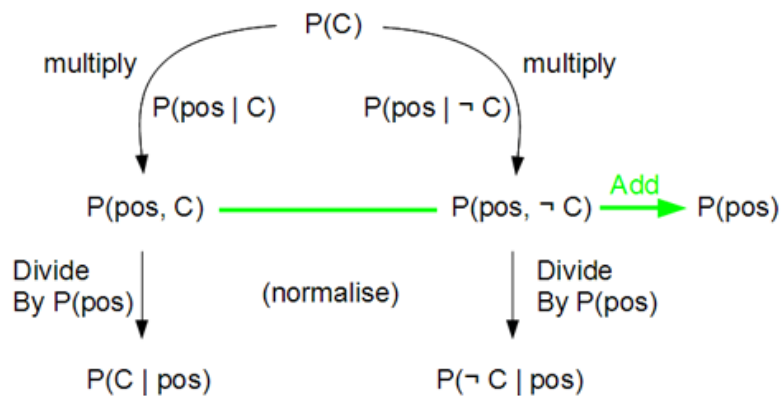 P(C)
multiply
multiply
P(pos | C)
P(pos | ¬ C)
P(pos, C)
P(pos, ¬ C)
Add
P(pos)
Divide
By P(pos)
(normalise)
Divide
By P(pos)
P(C | pos)
P(¬ C | pos)